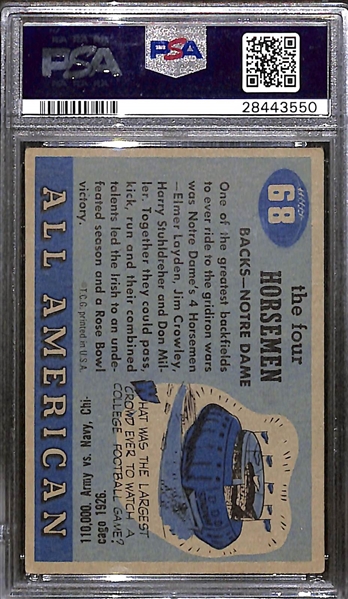 PSA
PSA
28443550
68
the four
HORSEMEN
BACKS—NOTRE DAME
One of the greatest backfields
to ever ride to the gridiron wars
was Notre Dame's 4 Horsemen
—Elmer Layden, Jim Crowley,
Harry Stuhldreher and Don Mil-
ler. Together they could pass,
kick, run and their combined
talents led the Irish to an unde-
feated season and a Rose Bowl
victory.
©T.C.G. printed in U.S.A.
WHAT WAS THE LARGEST
CROWD EVER TO WATCH A
COLLEGE FOOTBALL GAME?
110,000, Army vs. Navy, Chi-
cago 1926.
ALL AMERICAN